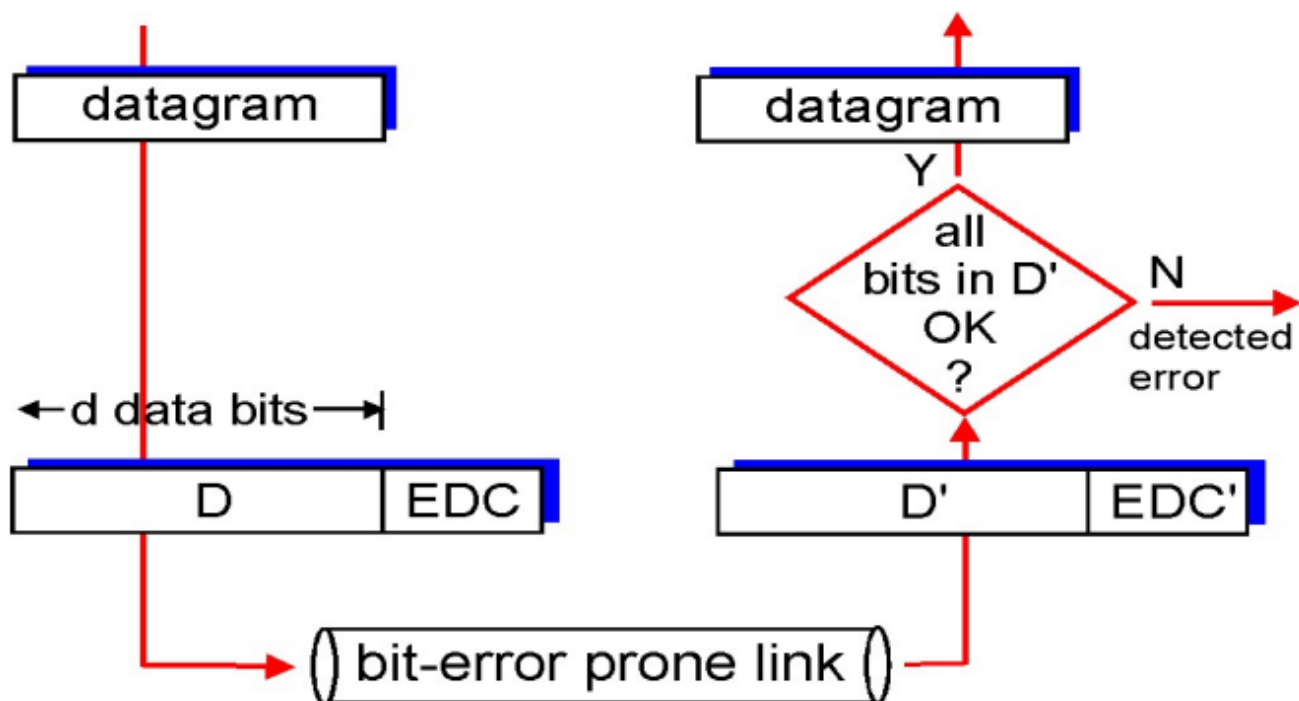 datagram
datagram
Y
all
bits in D'
OK
?
N
detected
error
d data bits
D
EDC
D'
EDC'
bit-error prone link